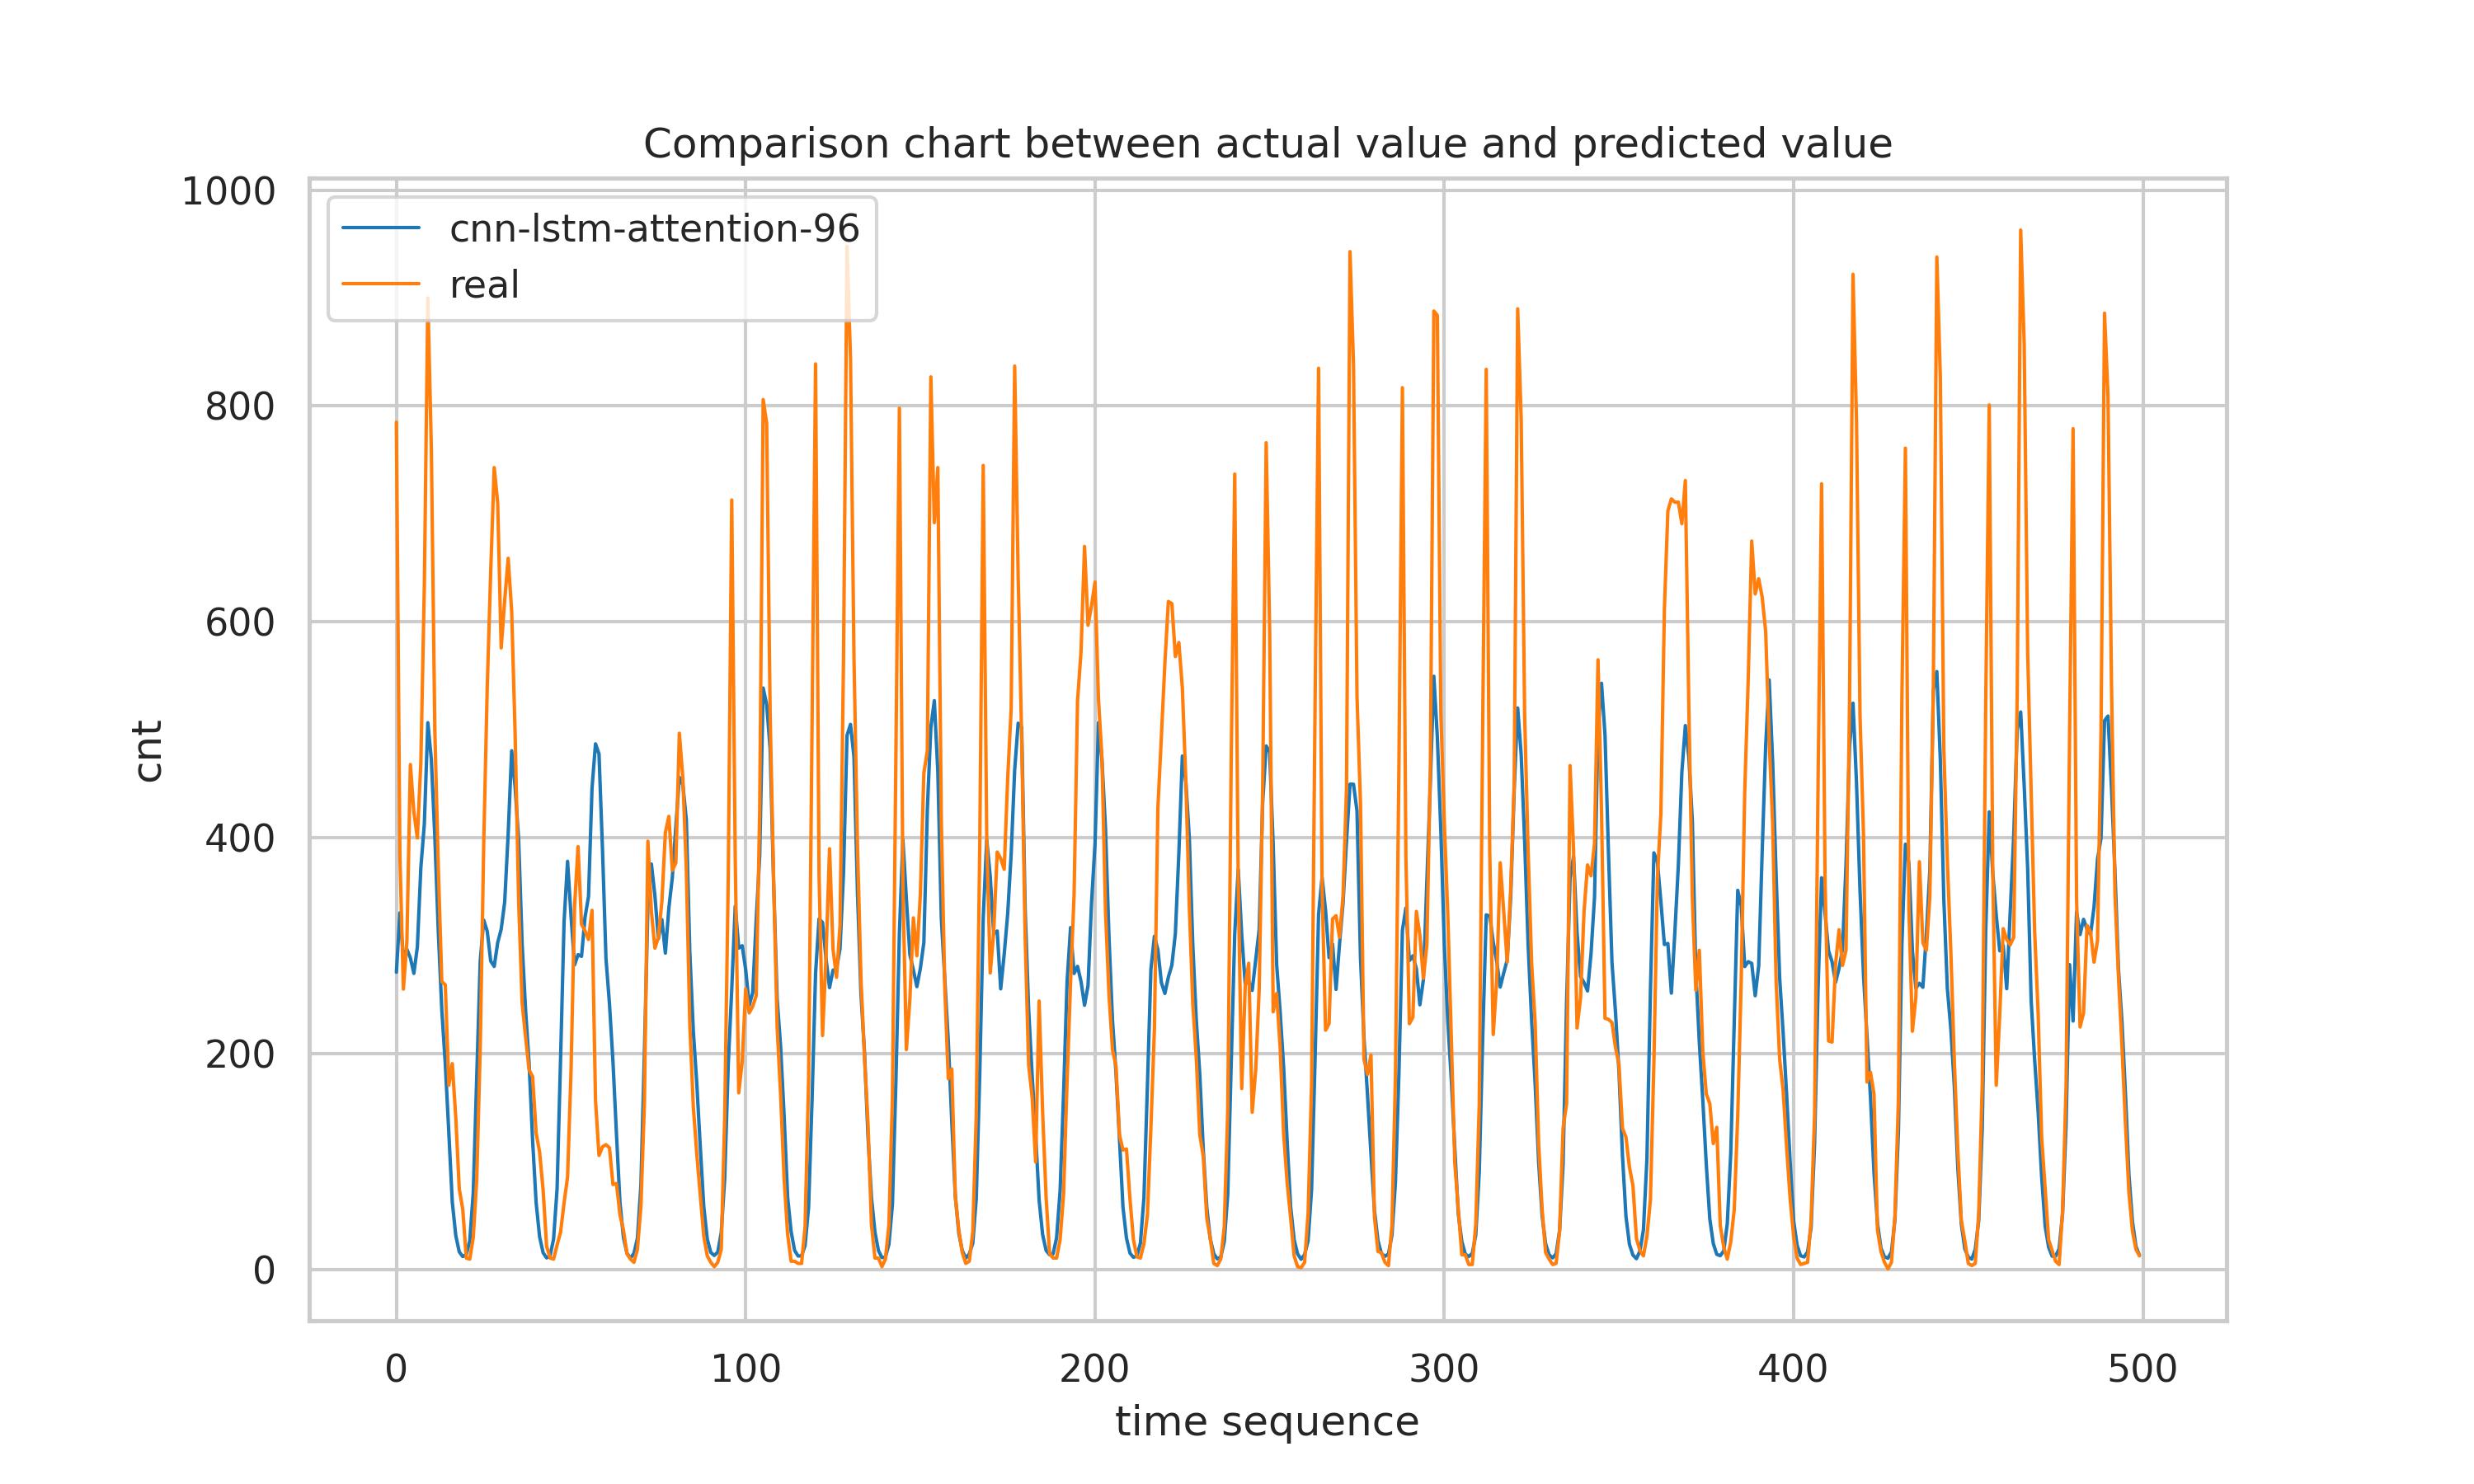 Comparison chart between actual value and predicted value
1000
800
600
400
200
0
cnt
cnn-lstm-attention-96
real
0 100 200 300 400 500
time sequence